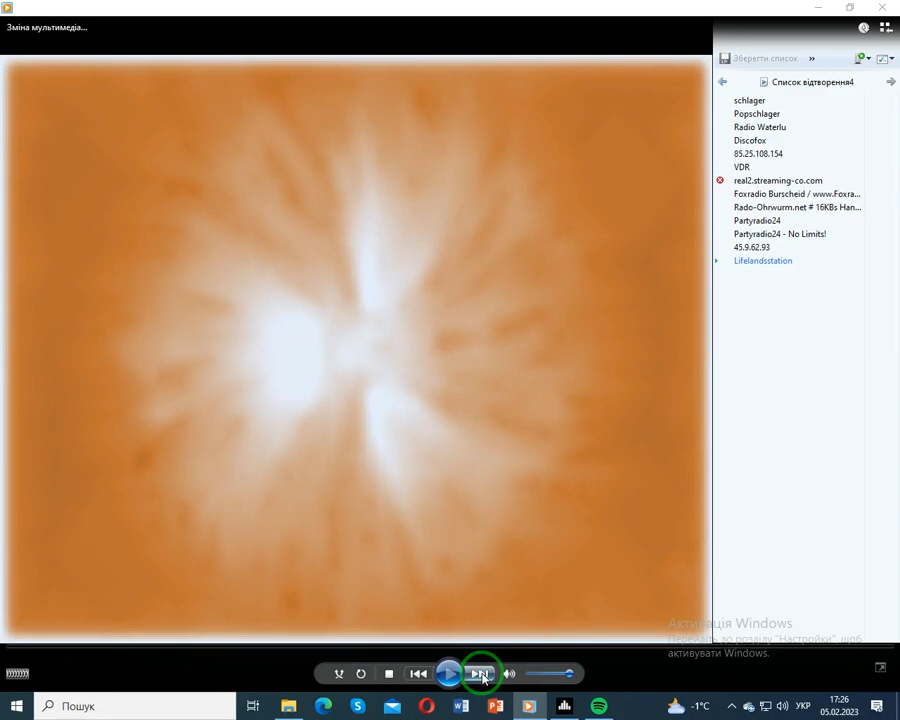 Зміна мультимедіа...
Зберегти список
»
Список відтворення4
schlager
Popschlager
Radio Waterlu
Discofox
85.25.108.154
VDR
real2.streaming-co.com
Foxradio Burscheid / www.Foxra...
Rado-Ohrwurm.net # 16KBs Han...
Partyradio24
Partyradio24 - No Limits!
45.9.62.93
Lifelandsstation
Активація Windows
Перейдіть до розділу "Настройки", щоб
активувати Windows.
Пошук
-1°C
УКР
17:26
05.02.2023